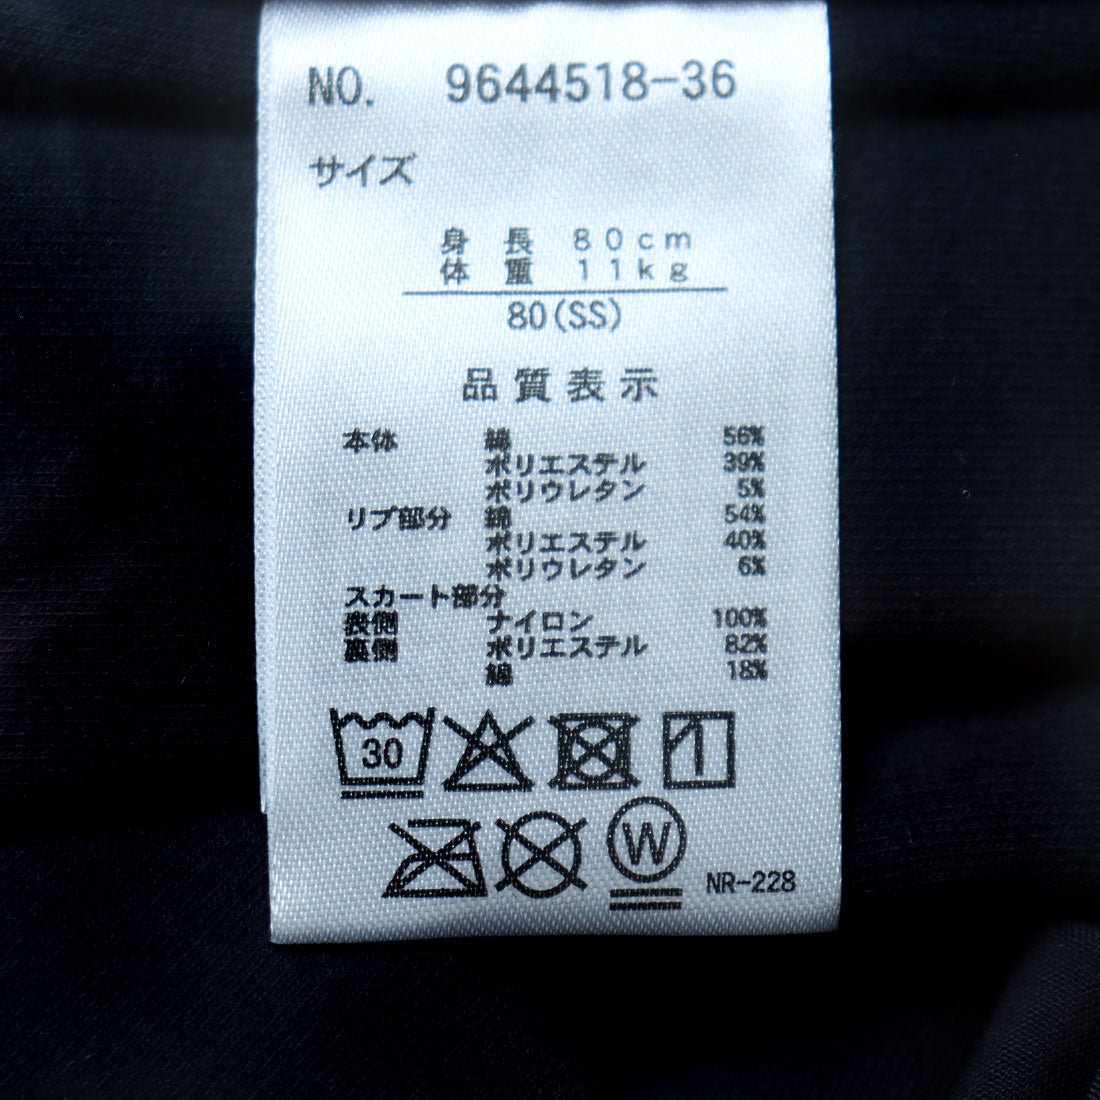 NO. 9644518-36
サイズ
身長 80cm
体重 11kg
80(SS)
品質表示
本体 綿 56%
ポリエステル 39%
ポリウレタン 5%
リブ部分 綿 54%
ポリエステル 40%
ポリウレタン 6%
スカート部分
表側 ナイロン 100%
裏側 ポリエステル 82%
綿 18%
30
W
NR-228